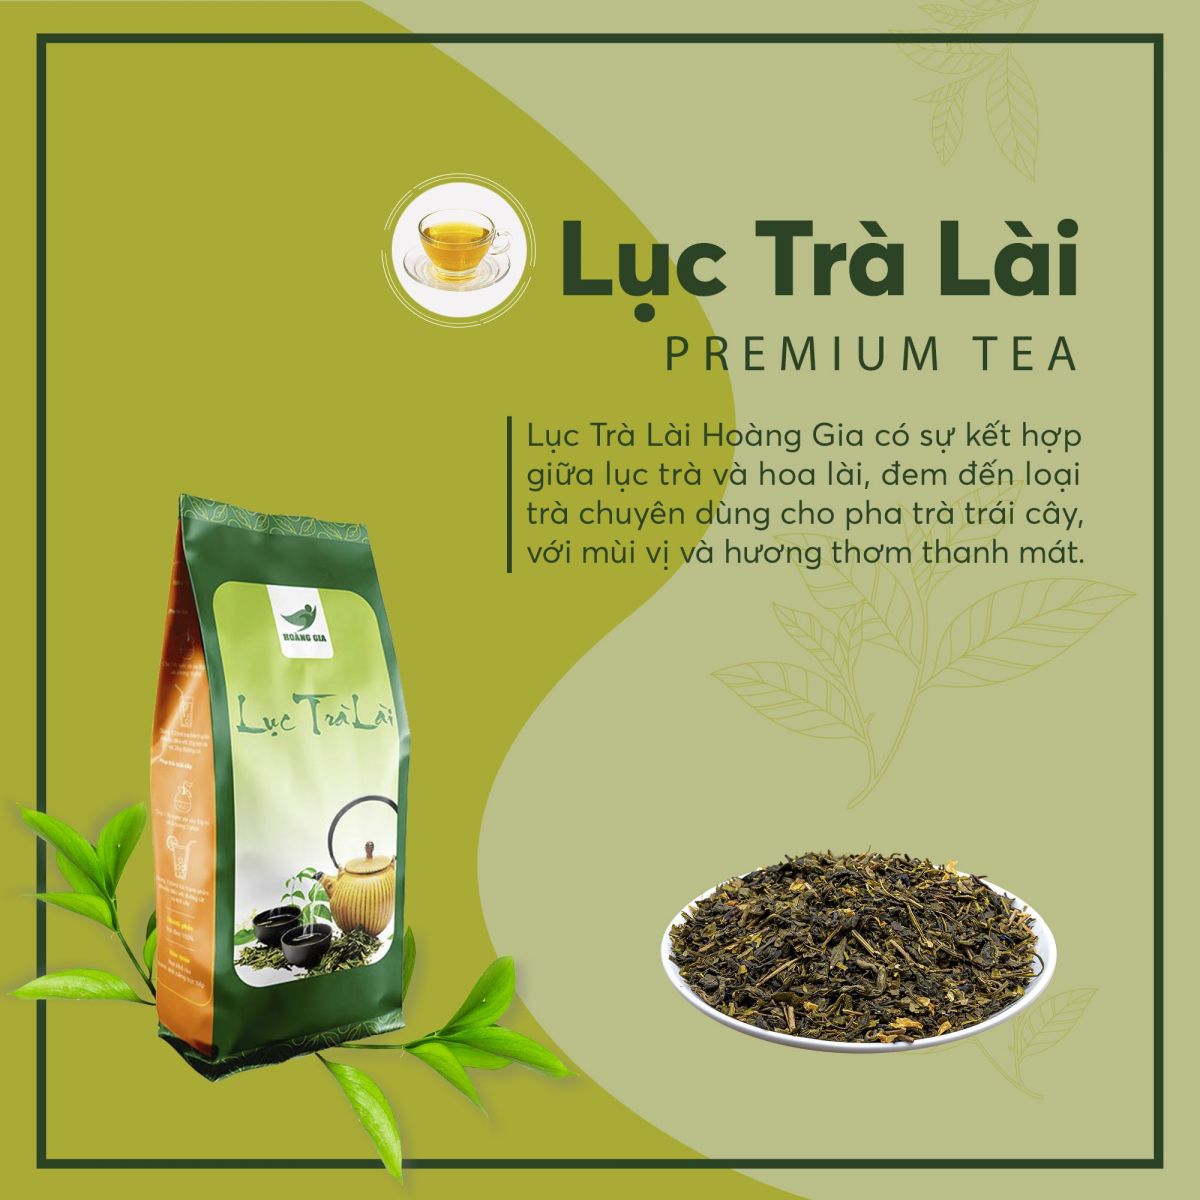 Lục Trà Lài
PREMIUM TEA
Lục Trà Lài Hoàng Gia có sự kết hợp
giữa lục trà và hoa lài, đem đến loại
trà chuyên dùng cho pha trà trái cây,
với mùi vị và hương thơm thanh mát.
HOÀNG GIA
Lục Trà Lài